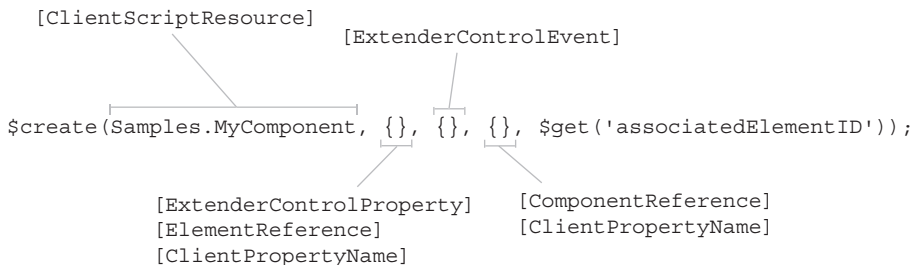 [ClientScriptResource]
[ExtenderControlEvent]
$create(Samples.MyComponent, {}, {}, {}, $get('associatedElementID'));
[ExtenderControlProperty]
[ElementReference]
[ClientPropertyName]
[ComponentReference]
[ClientPropertyName]